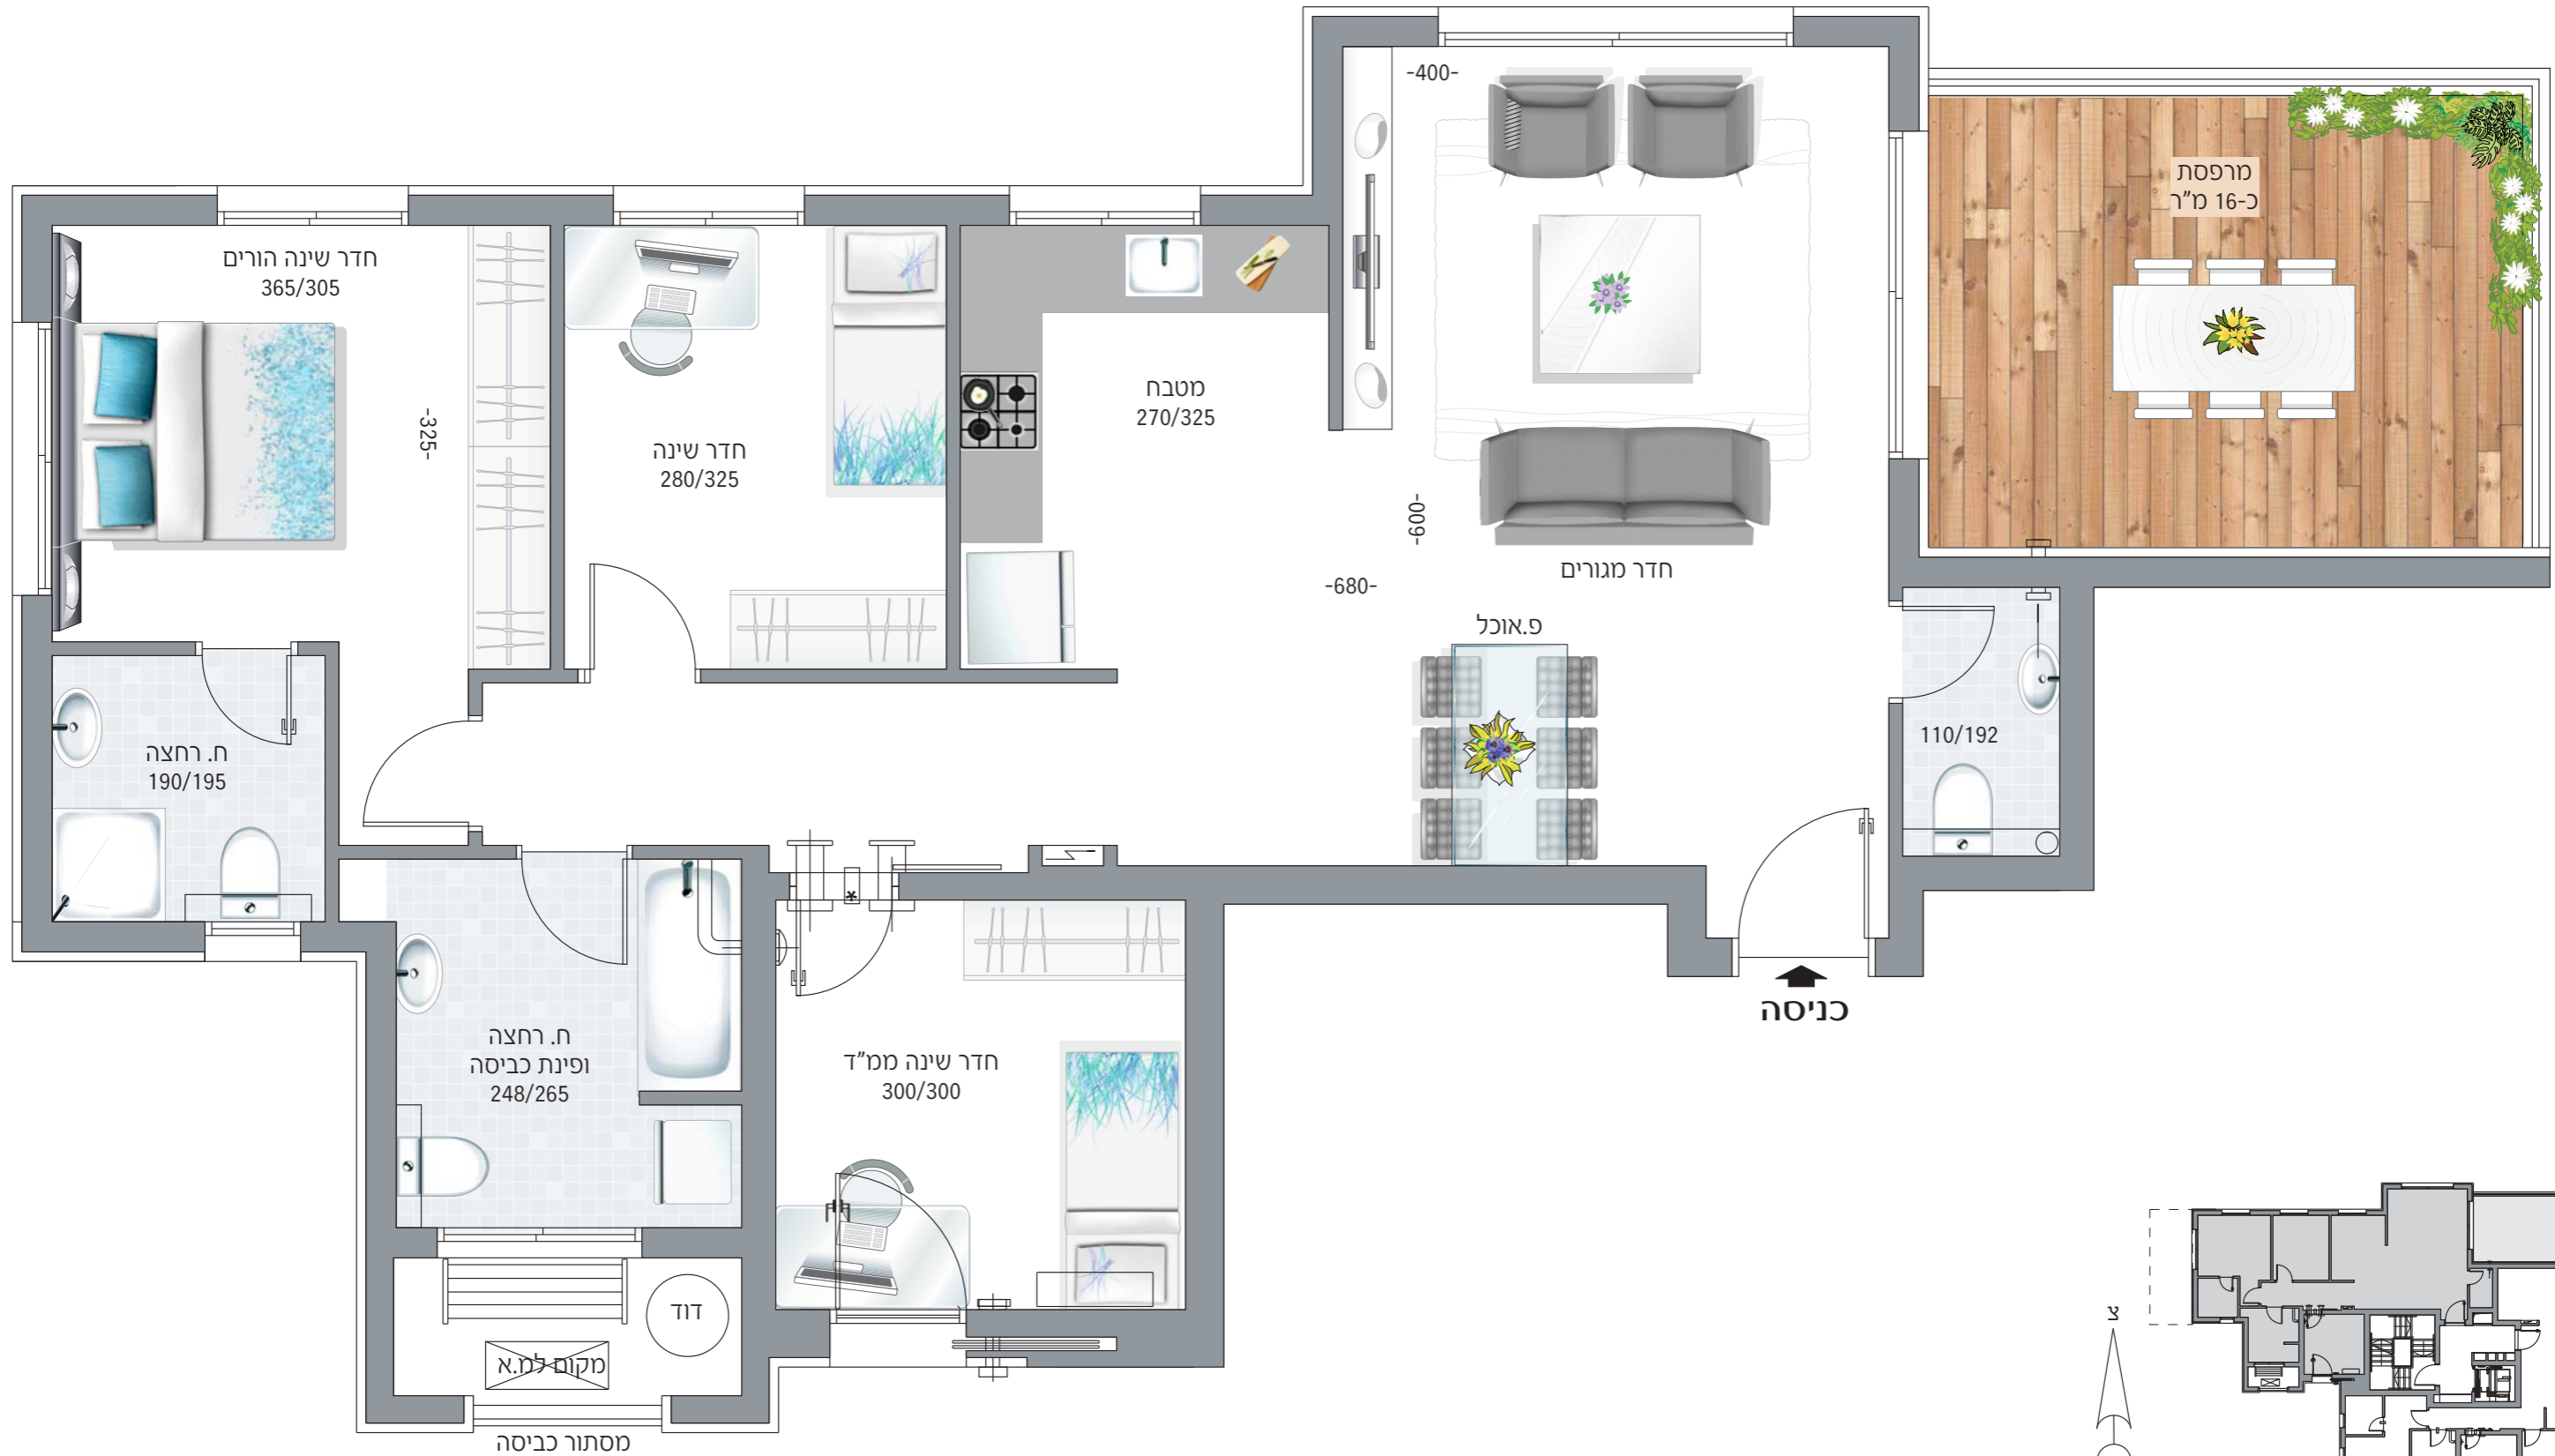 -400-
מרפסת
כ-16 מ"ר
חדר שינה הורים
365/305
-325-
חדר שינה
280/325
מטבח
270/325
-600-
-680-
חדר מגורים
פ.אוכל
110/192
ח. רחצה
190/195
כניסה
ח. רחצה
ופינת כביסה
248/265
חדר שינה ממ"ד
300/300
דוד
מקום למ.א
מסתור כביסה
צ